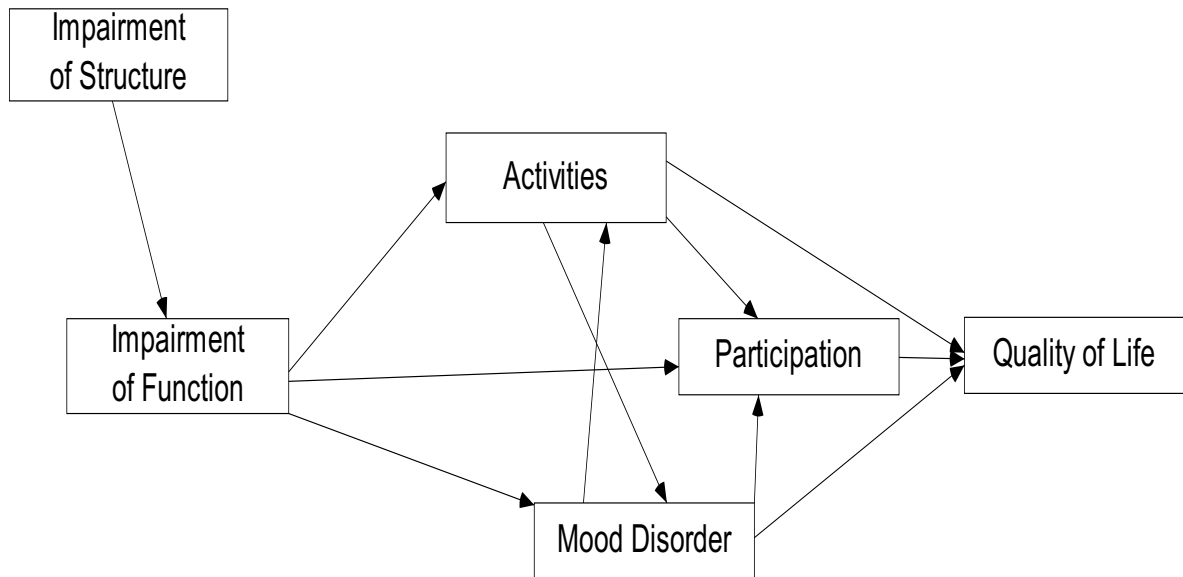 Impairment
of Structure
Activities
Impairment
of Function
Participation
Quality of Life
Mood Disorder